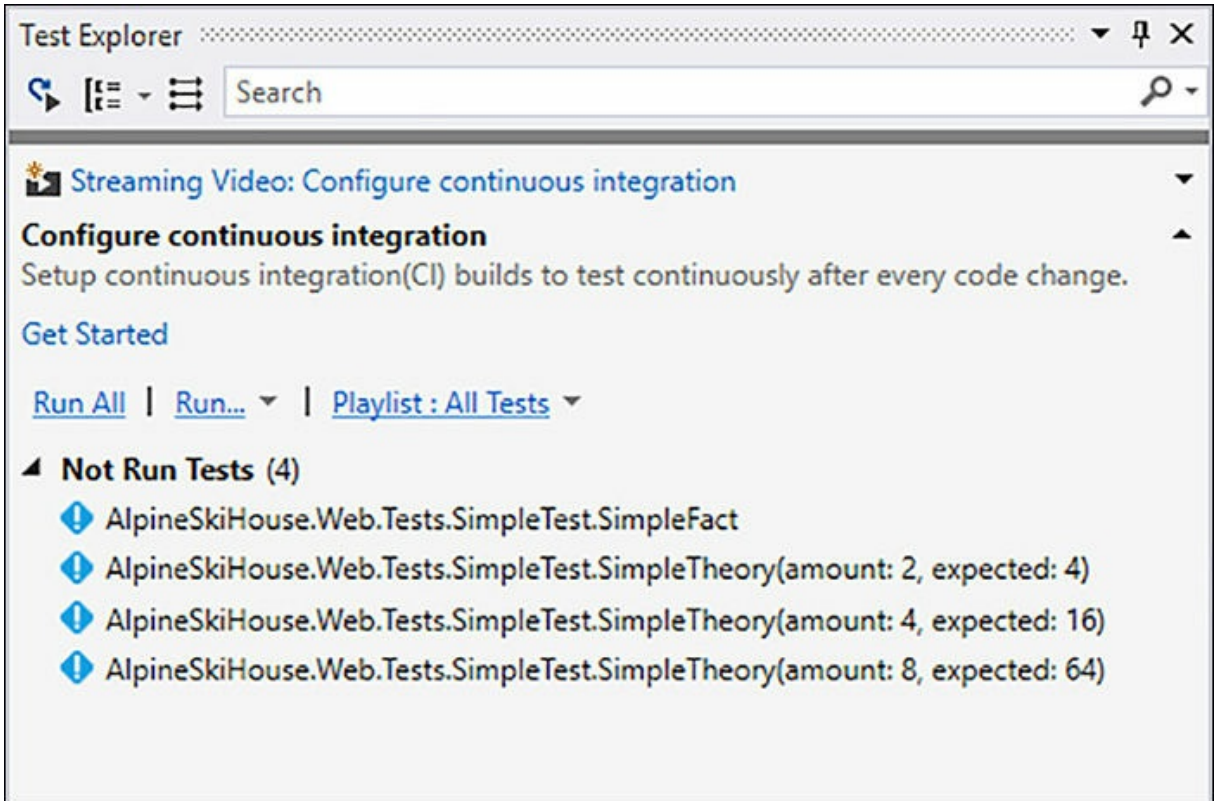 Test Explorer
Search
Streaming Video: Configure continuous integration
Configure continuous integration
Setup continuous integration(CI) builds to test continuously after every code change.
Get Started
Run All | Run... | Playlist : All Tests
Not Run Tests (4)
AlpineSkiHouse.Web.Tests.SimpleTest.SimpleFact
AlpineSkiHouse.Web.Tests.SimpleTest.SimpleTheory(amount: 2, expected: 4)
AlpineSkiHouse.Web.Tests.SimpleTest.SimpleTheory(amount: 4, expected: 16)
AlpineSkiHouse.Web.Tests.SimpleTest.SimpleTheory(amount: 8, expected: 64)